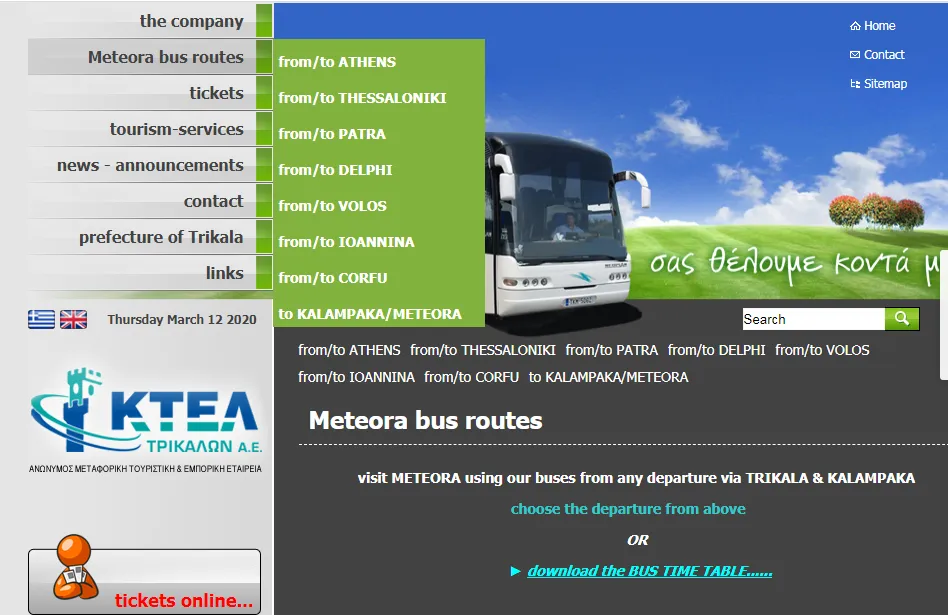 the company
Meteora bus routes
tickets
tourism-services
news - announcements
contact
prefecture of Trikala
links
from/to ATHENS
from/to THESSALONIKI
from/to PATRA
from/to DELPHI
from/to VOLOS
from/to IOANNINA
from/to CORFU
to KALAMPAKA/METEORA
Home
Contact
Sitemap
σας θέλουμε κοντά μ
Thursday March 12 2020
Search
ΚΤΕΛ
ΤΡΙΚΑΛΩΝ Α.Ε.
ΑΝΩΝΥΜΟΣ ΜΕΤΑΦΟΡΙΚΗ ΤΟΥΡΙΣΤΙΚΗ & ΕΜΠΟΡΙΚΗ ΕΤΑΙΡΕΙΑ
tickets online...
from/to ATHENS from/to THESSALONIKI from/to PATRA from/to DELPHI from/to VOLOS
from/to IOANNINA from/to CORFU to KALAMPAKA/METEORA
Meteora bus routes
visit METEORA using our buses from any departure via TRIKALA & KALAMPAKA
choose the departure from above
OR
► download the BUS TIME TABLE......